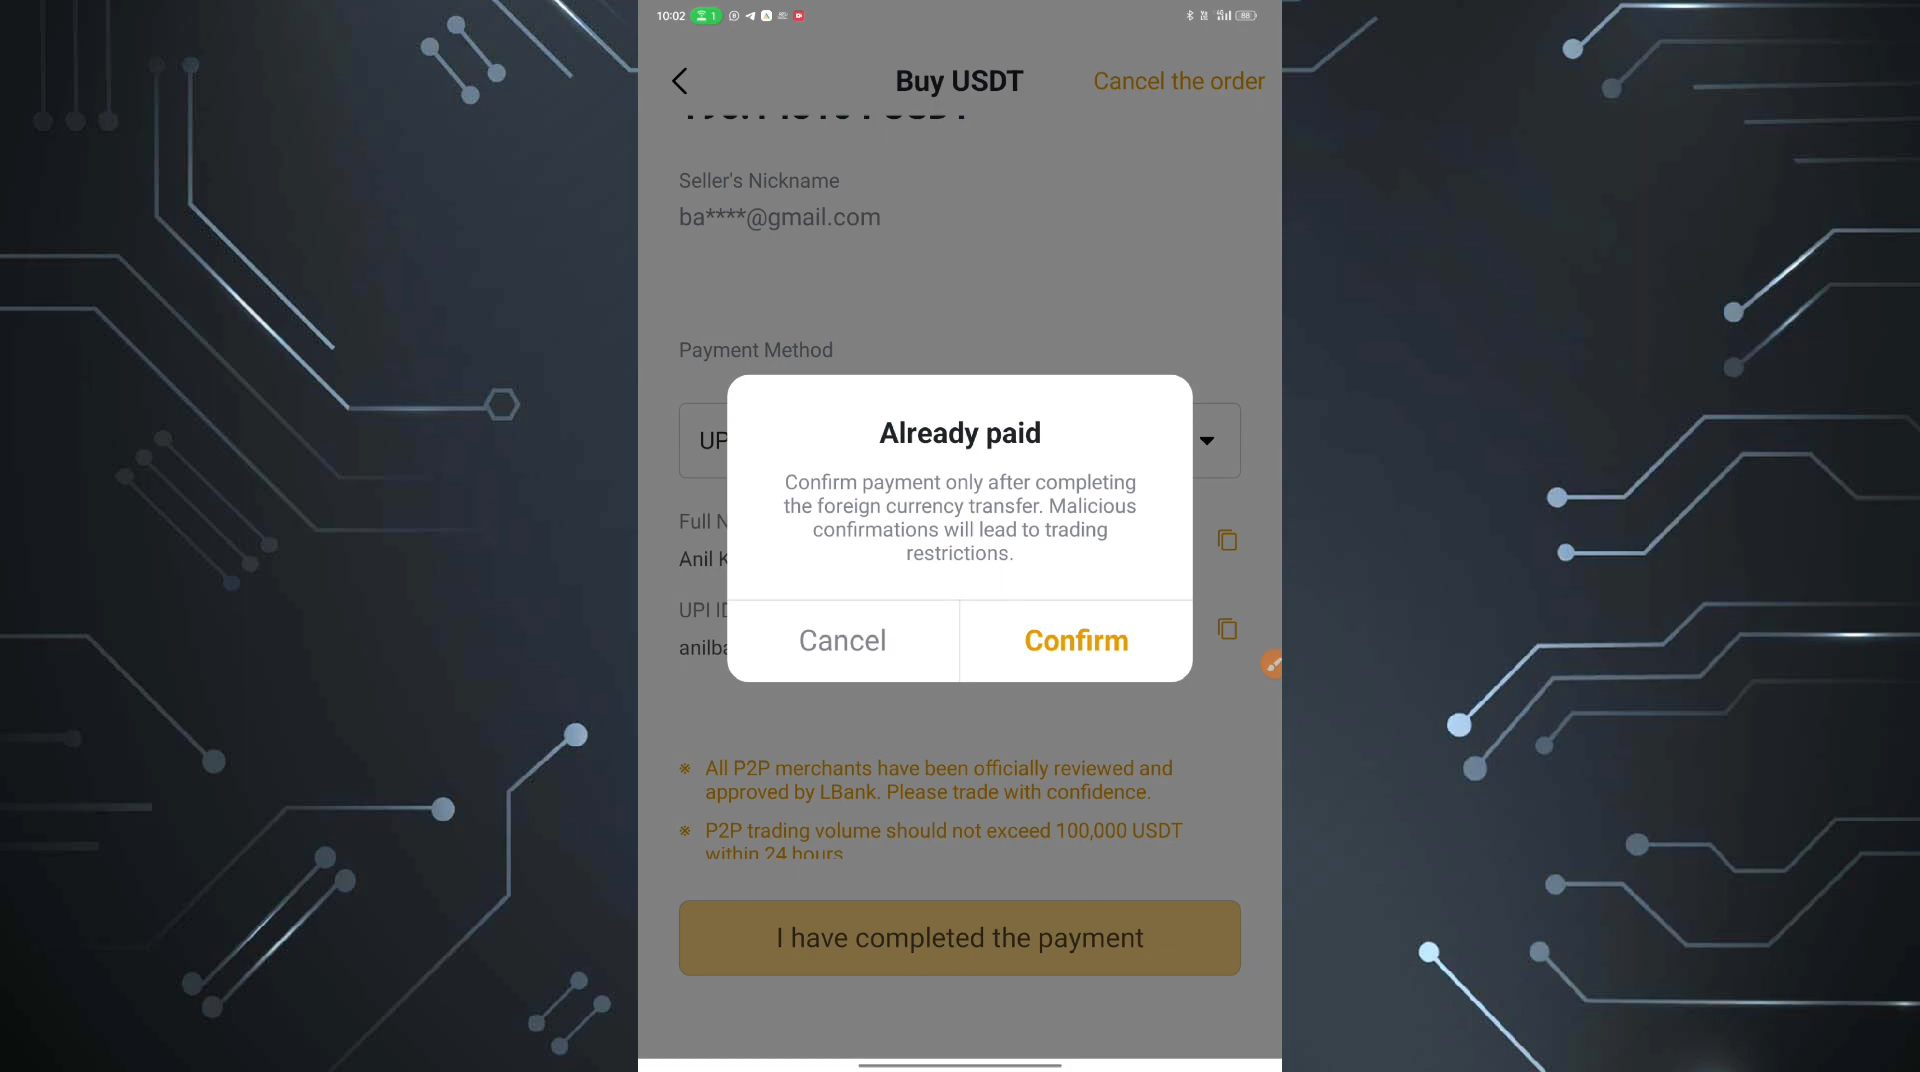 10:02
1
88
Buy USDT
Cancel the order
USDT
Seller's Nickname
ba****@gmail.com
Payment Method
UP
Already paid
Confirm payment only after completing
the foreign currency transfer. Malicious
confirmations will lead to trading
restrictions.
Full N
Anil K
UPI ID
anilba
Cancel
Confirm
※ All P2P merchants have been officially reviewed and
approved by LBank. Please trade with confidence.
※ P2P trading volume should not exceed 100,000 USDT
within 24 hours
I have completed the payment